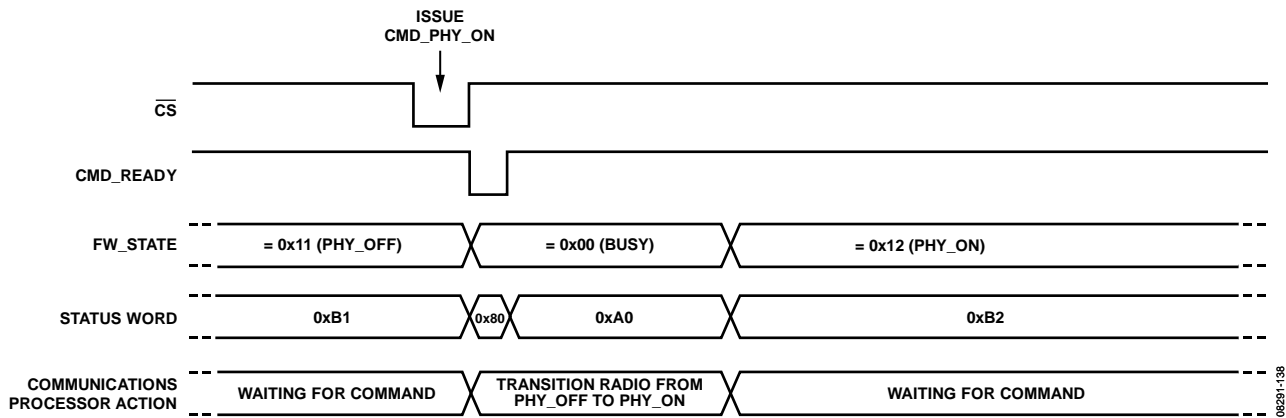 ISSUE
CMD_PHY_ON
CS
CMD_READY
FW_STATE
= 0x11 (PHY_OFF)
= 0x00 (BUSY)
= 0x12 (PHY_ON)
STATUS WORD
0xB1
0x80
0xA0
0xB2
COMMUNICATIONS
PROCESSOR ACTION
WAITING FOR COMMAND
TRANSITION RADIO FROM
PHY_OFF TO PHY_ON
WAITING FOR COMMAND
08201-138